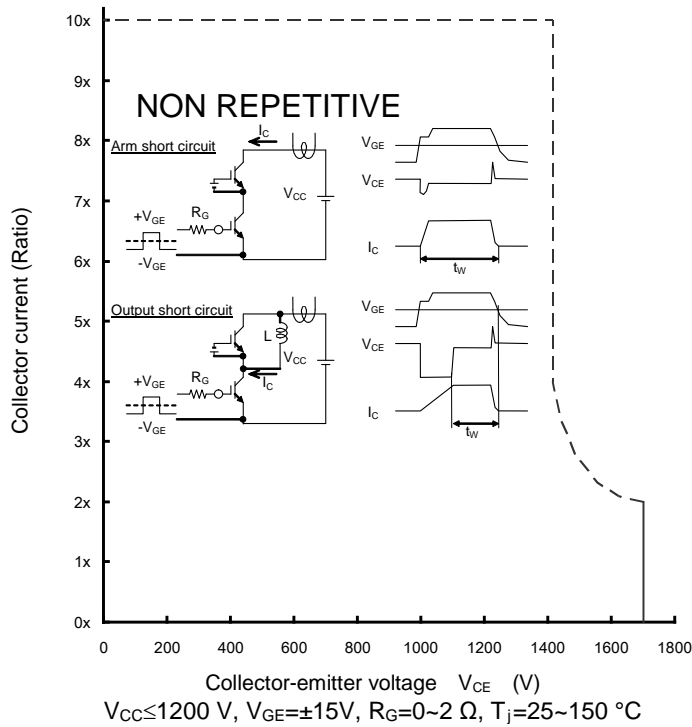 10x
9x
8x
7x
6x
5x
4x
3x
2x
1x
0x
Collector current (Ratio)
NON REPETITIVE
Arm short circuit
I_C
V_CC
R_G
+V_GE
-V_GE
V_GE
V_CE
I_C
t_W
Output short circuit
L
V_CC
I_C
R_G
+V_GE
-V_GE
V_GE
V_CE
I_C
t_W
0 200 400 600 800 1000 1200 1400 1600 1800
Collector-emitter voltage V_CE (V)
V_CC≤1200 V, V_GE=±15V, R_G=0~2 Ω, T_j=25~150 °C